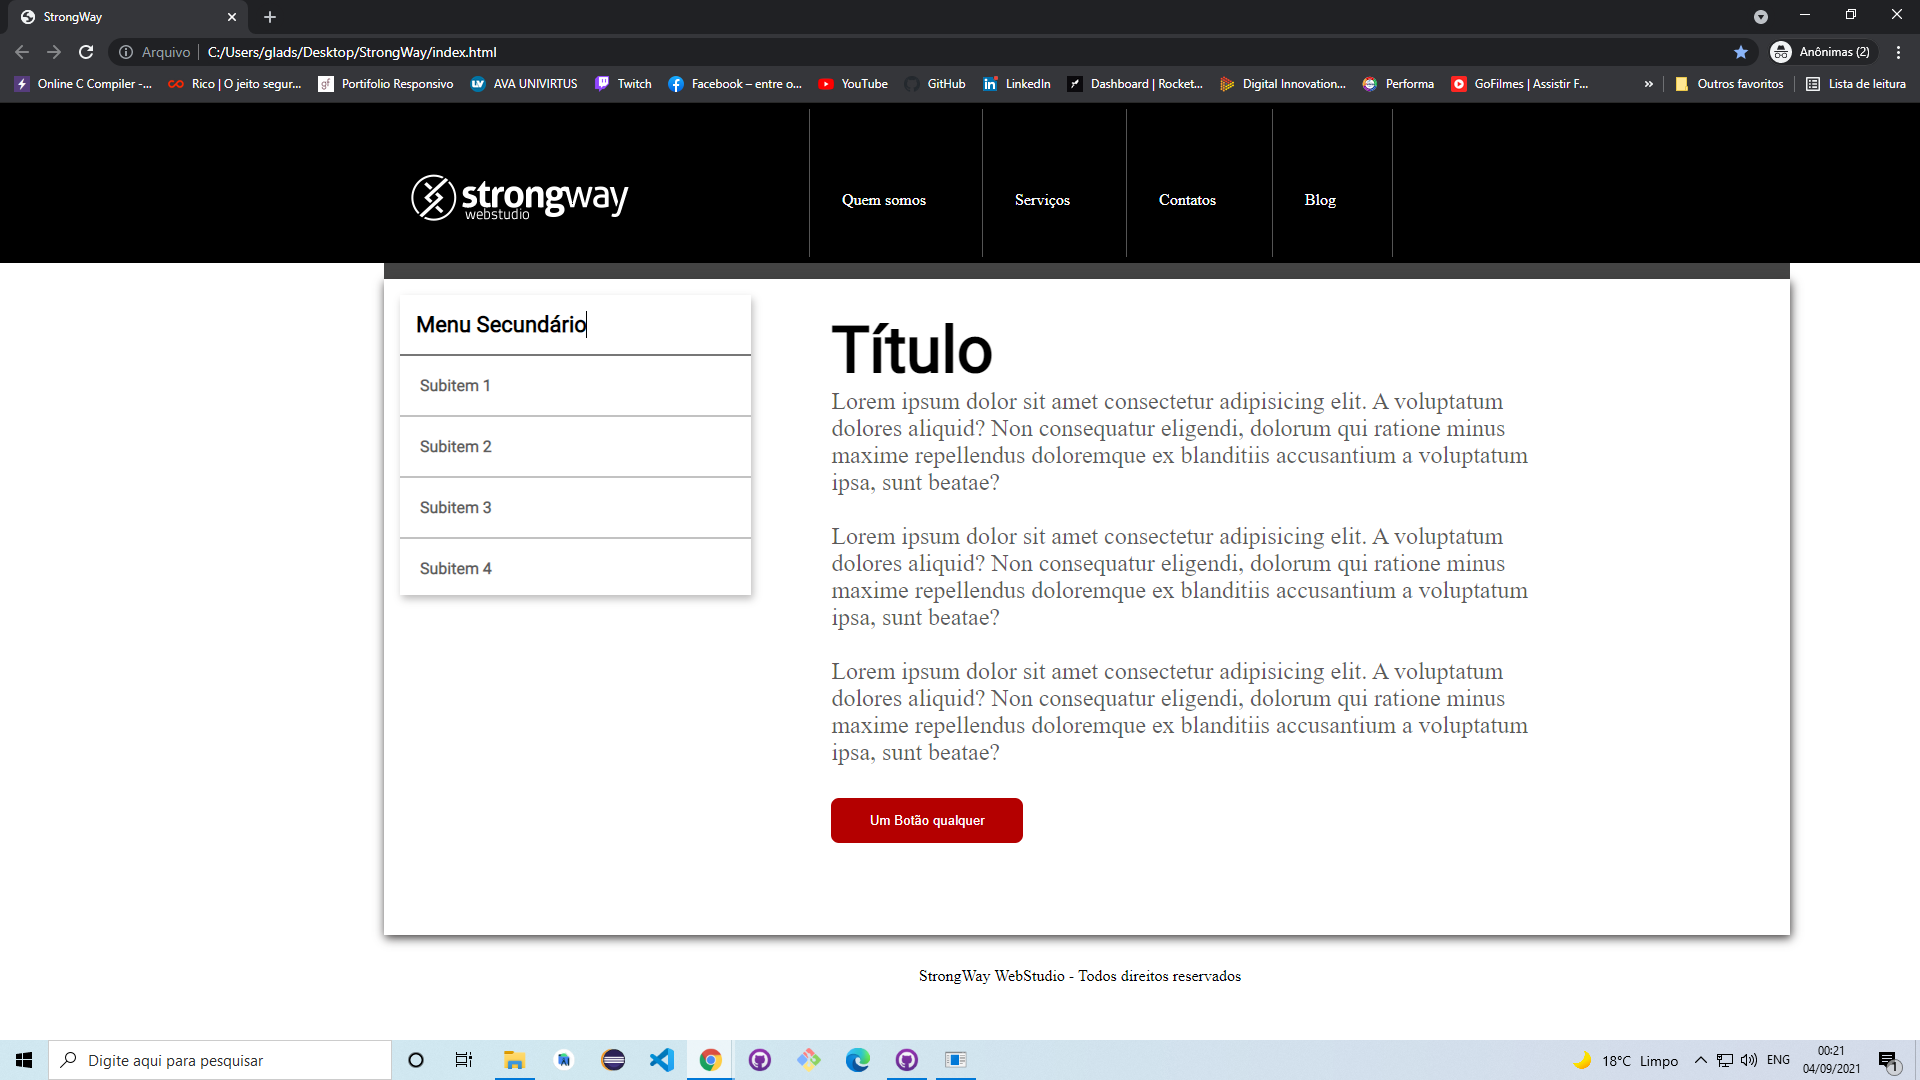 StrongWay
Arquivo
C:/Users/glads/Desktop/StrongWay/index.html
Anônimas (2)
Online C Compiler -...
Rico | O jeito segur...
gf
Portifolio Responsivo
AVA UNIVIRTUS
Twitch
Facebook – entre o...
YouTube
GitHub
LinkedIn
Dashboard | Rocket...
Digital Innovation...
Performa
GoFilmes | Assistir F...
»
Outros favoritos
Lista de leitura
strongway
webstudio
Quem somos
Serviços
Contatos
Blog
Menu Secundário
Subitem 1
Subitem 2
Subitem 3
Subitem 4
Título
Lorem ipsum dolor sit amet consectetur adipisicing elit. A voluptatum
dolores aliquid? Non consequatur eligendi, dolorum qui ratione minus
maxime repellendus doloremque ex blanditiis accusantium a voluptatum
ipsa, sunt beatae?
Lorem ipsum dolor sit amet consectetur adipisicing elit. A voluptatum
dolores aliquid? Non consequatur eligendi, dolorum qui ratione minus
maxime repellendus doloremque ex blanditiis accusantium a voluptatum
ipsa, sunt beatae?
Lorem ipsum dolor sit amet consectetur adipisicing elit. A voluptatum
dolores aliquid? Non consequatur eligendi, dolorum qui ratione minus
maxime repellendus doloremque ex blanditiis accusantium a voluptatum
ipsa, sunt beatae?
Um Botão qualquer
StrongWay WebStudio - Todos direitos reservados
Digite aqui para pesquisar
18°C Limpo
ENG
00:21
04/09/2021
1